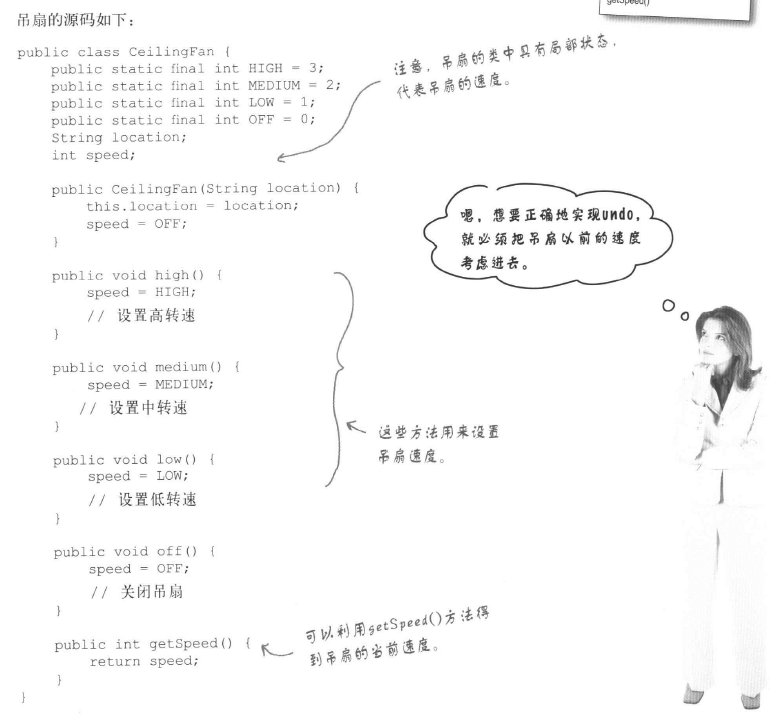 getSpeed()
吊扇的源码如下：
public class CeilingFan {
public static final int HIGH = 3;
public static final int MEDIUM = 2;
public static final int LOW = 1;
public static final int OFF = 0;
String location;
int speed;
注意，吊扇的类中具有局部状态，
代表吊扇的速度。
public CeilingFan(String location) {
this.location = location;
speed = OFF;
}
嗯，想要正确地实现undo，
就必须把吊扇以前的速度
考虑进去。
public void high() {
speed = HIGH;
// 设置高转速
}
public void medium() {
speed = MEDIUM;
// 设置中转速
}
这些方法用来设置
吊扇速度。
public void low() {
speed = LOW;
// 设置低转速
}
public void off() {
speed = OFF;
// 关闭吊扇
}
public int getSpeed() {
return speed;
}
}
可以利用getSpeed()方法得
到吊扇的当前速度。